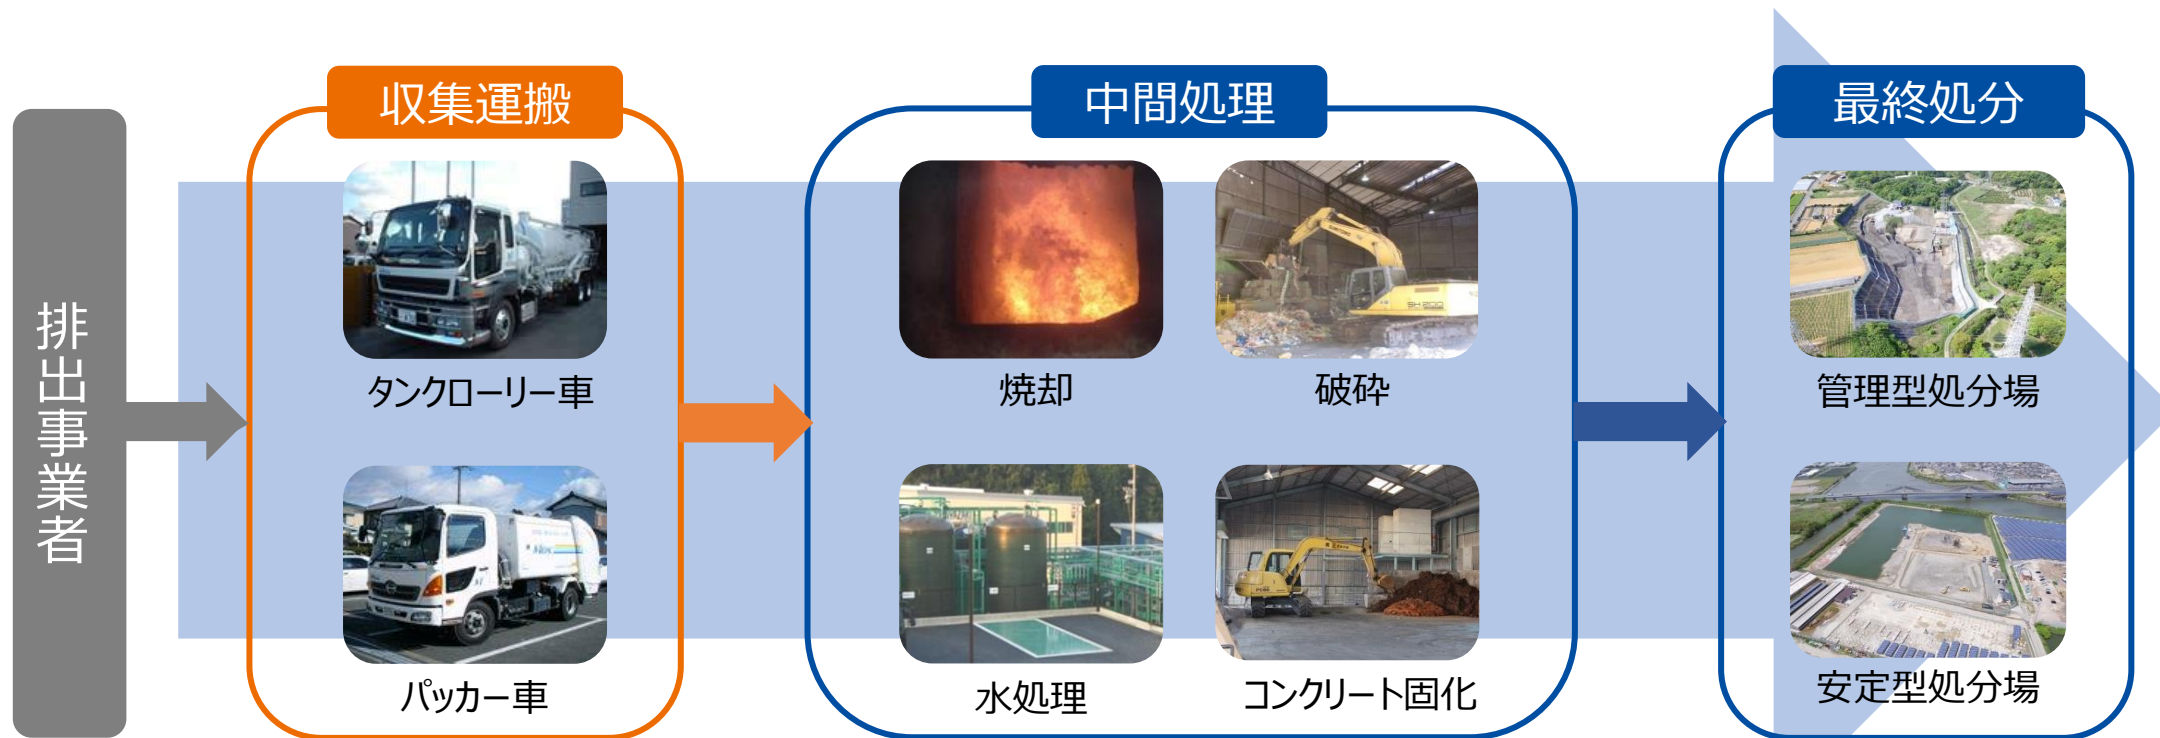 排出事業者
収集運搬
タンクローリー車
パッカー車
中間処理
焼却
破砕
SH200
水処理
コンクリート固化
最終処分
管理型処分場
安定型処分場